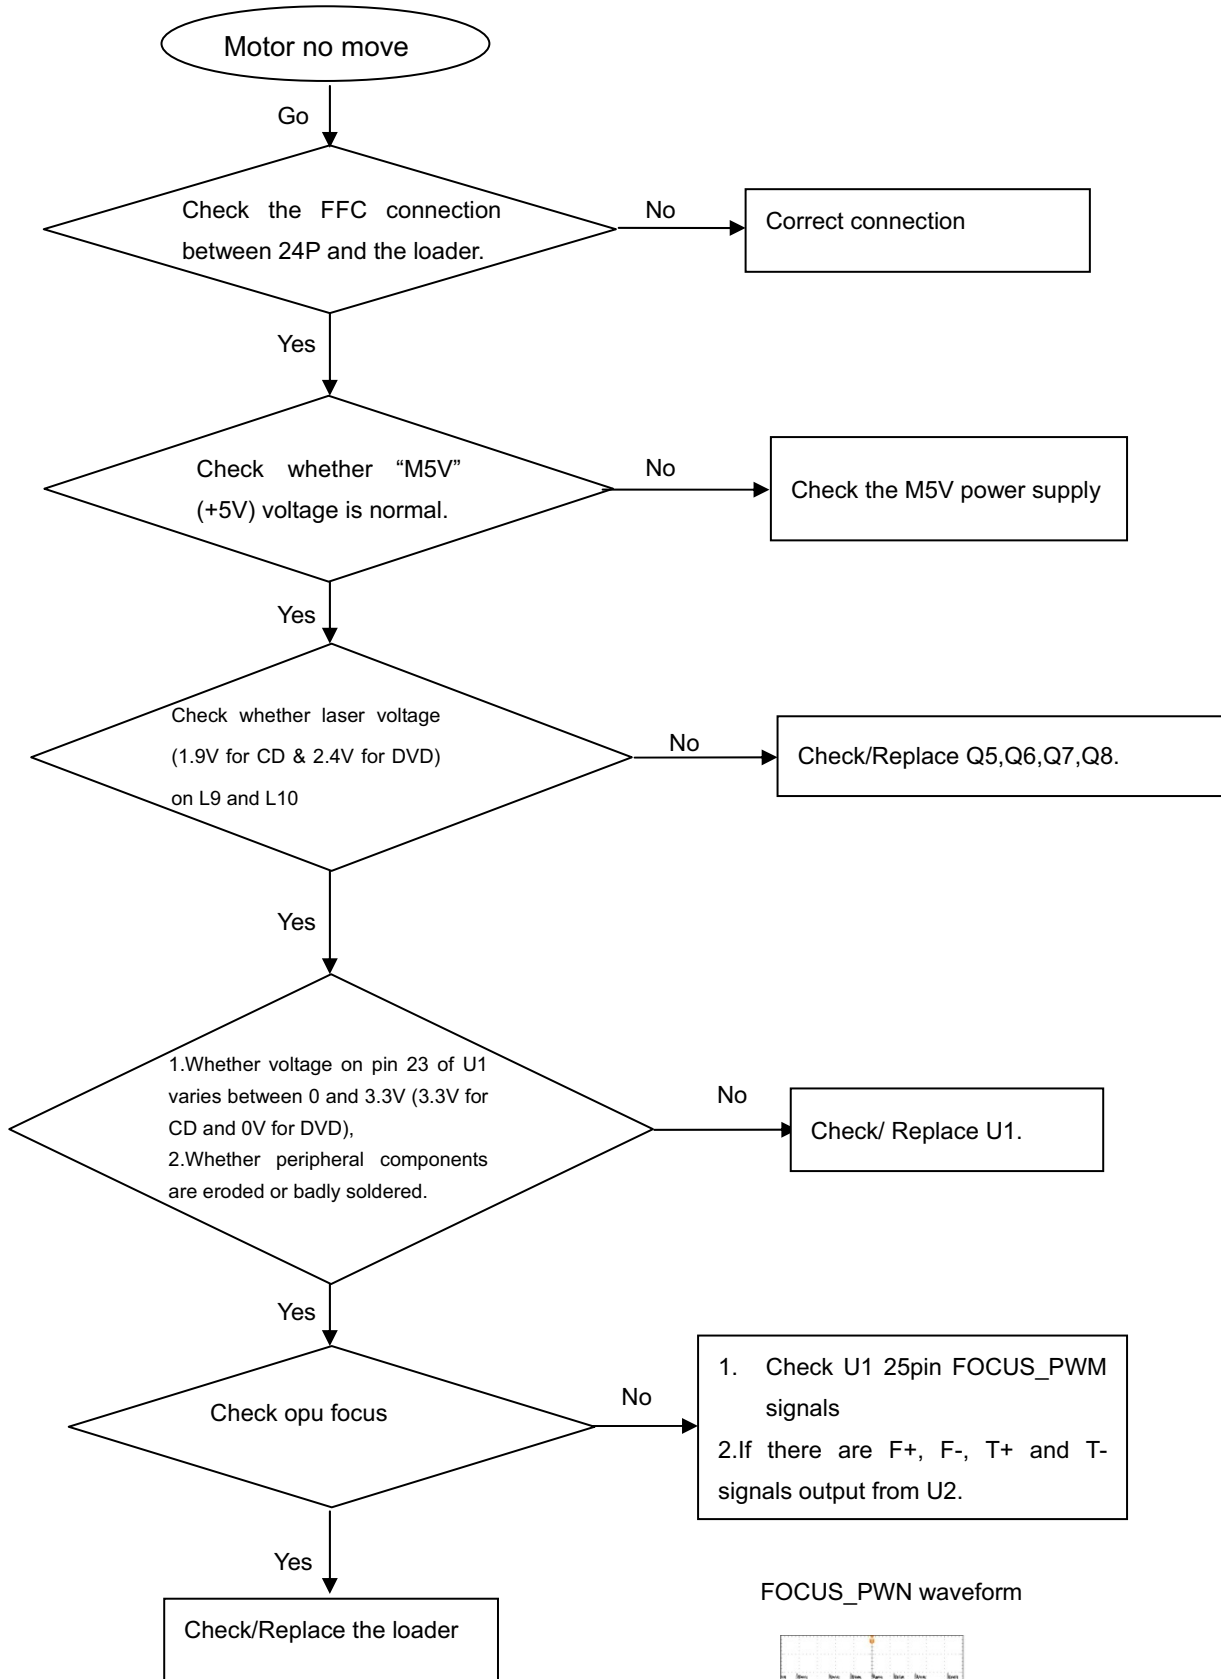 Motor no move
Go
Check the FFC connection
between 24P and the loader.
No
Correct connection
Yes
Check whether “M5V”
(+5V) voltage is normal.
No
Check the M5V power supply
Yes
Check whether laser voltage
(1.9V for CD & 2.4V for DVD)
on L9 and L10
No
Check/Replace Q5,Q6,Q7,Q8.
Yes
1.Whether voltage on pin 23 of U1
varies between 0 and 3.3V (3.3V for
CD and 0V for DVD),
2.Whether peripheral components
are eroded or badly soldered.
No
Check/ Replace U1.
Yes
Check opu focus
No
1. Check U1 25pin FOCUS_PWM
signals
2.If there are F+, F-, T+ and T-
signals output from U2.
Yes
Check/Replace the loader
FOCUS_PWN waveform